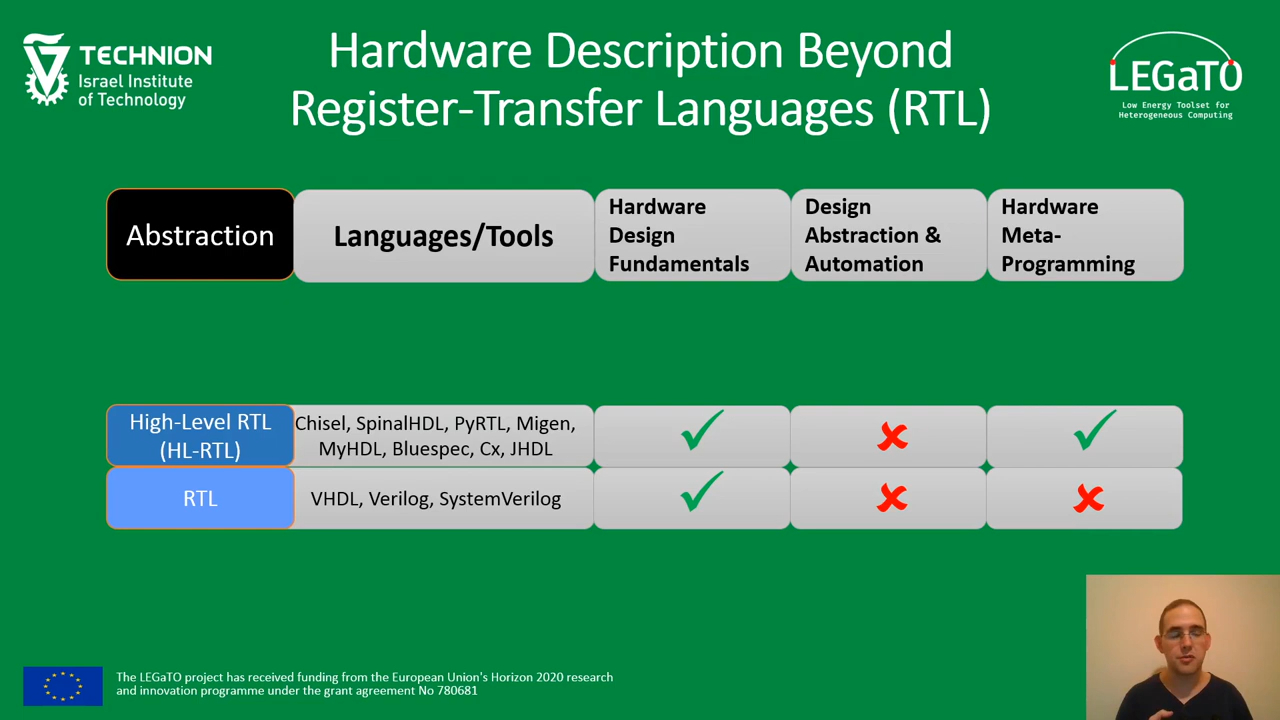 TECHNION
Israel Institute
of Technology
Hardware Description Beyond
Register-Transfer Languages (RTL)
LEGaTO
Low Energy Toolset for
Heterogeneous Computing
Abstraction
Languages/Tools
Hardware
Design
Fundamentals
Design
Abstraction &
Automation
Hardware
Meta-
Programming
High-Level RTL
(HL-RTL)
Chisel, SpinalHDL, PyRTL, Migen,
MyHDL, Bluespec, Cx, JHDL
RTL
VHDL, Verilog, SystemVerilog
The LEGaTO project has received funding from the European Union's Horizon 2020 research
and innovation programme under the grant agreement No 780681